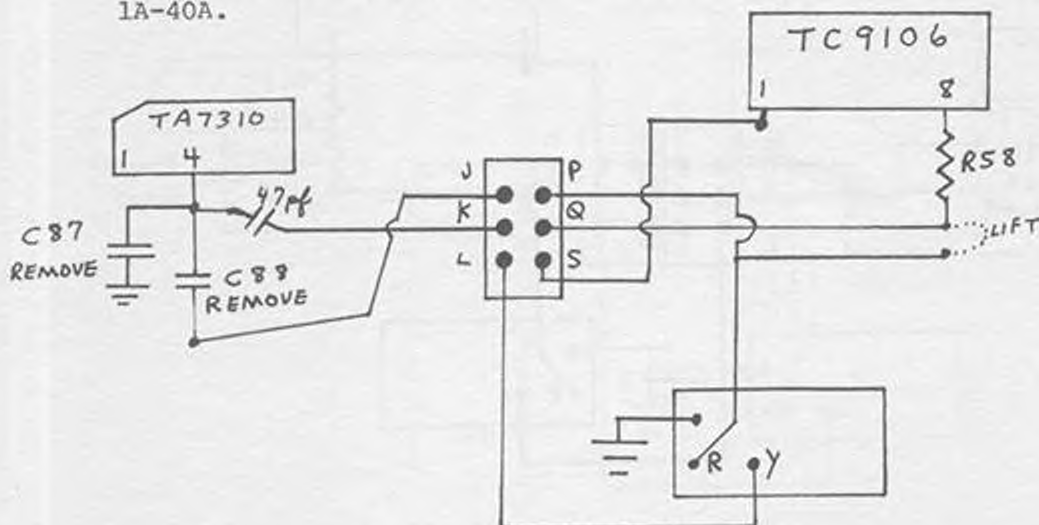 1A-40A.
TC9106
1 8
TA7310
1 4
R58
47pf
J P
K Q
LIFT
C87
REMOVE
L S
C88
REMOVE
R Y